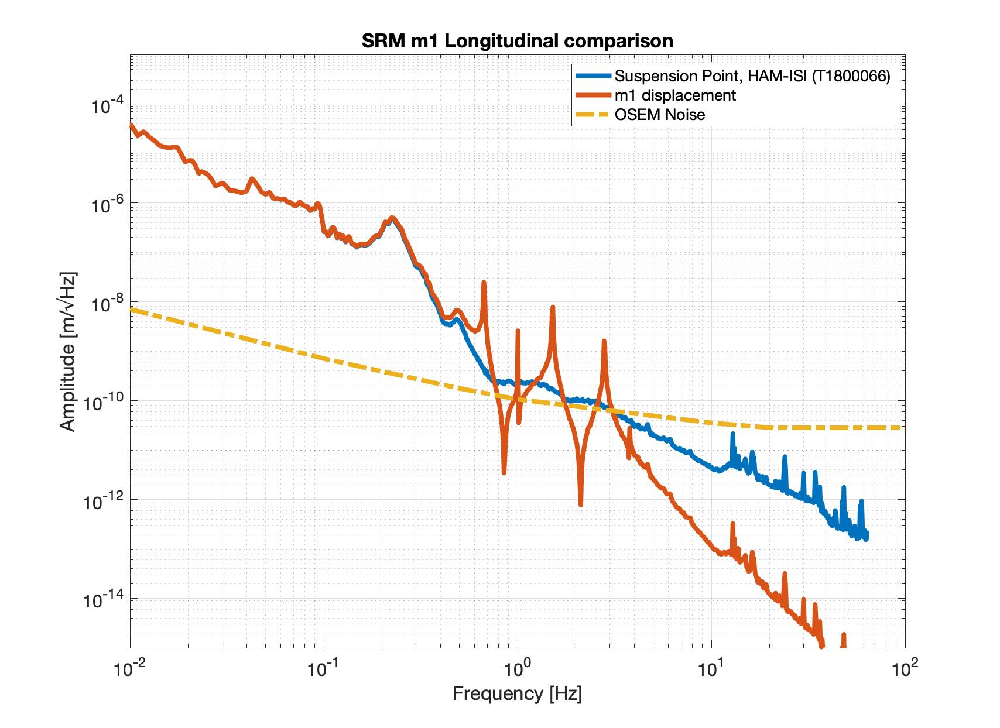 SRM m1 Longitudinal comparison
Suspension Point, HAM-ISI (T1800066)
m1 displacement
OSEM Noise
Amplitude [m/√Hz]
10^-4
10^-6
10^-8
10^-10
10^-12
10^-14
10^-2
10^-1
10^0
10^1
10^2
Frequency [Hz]